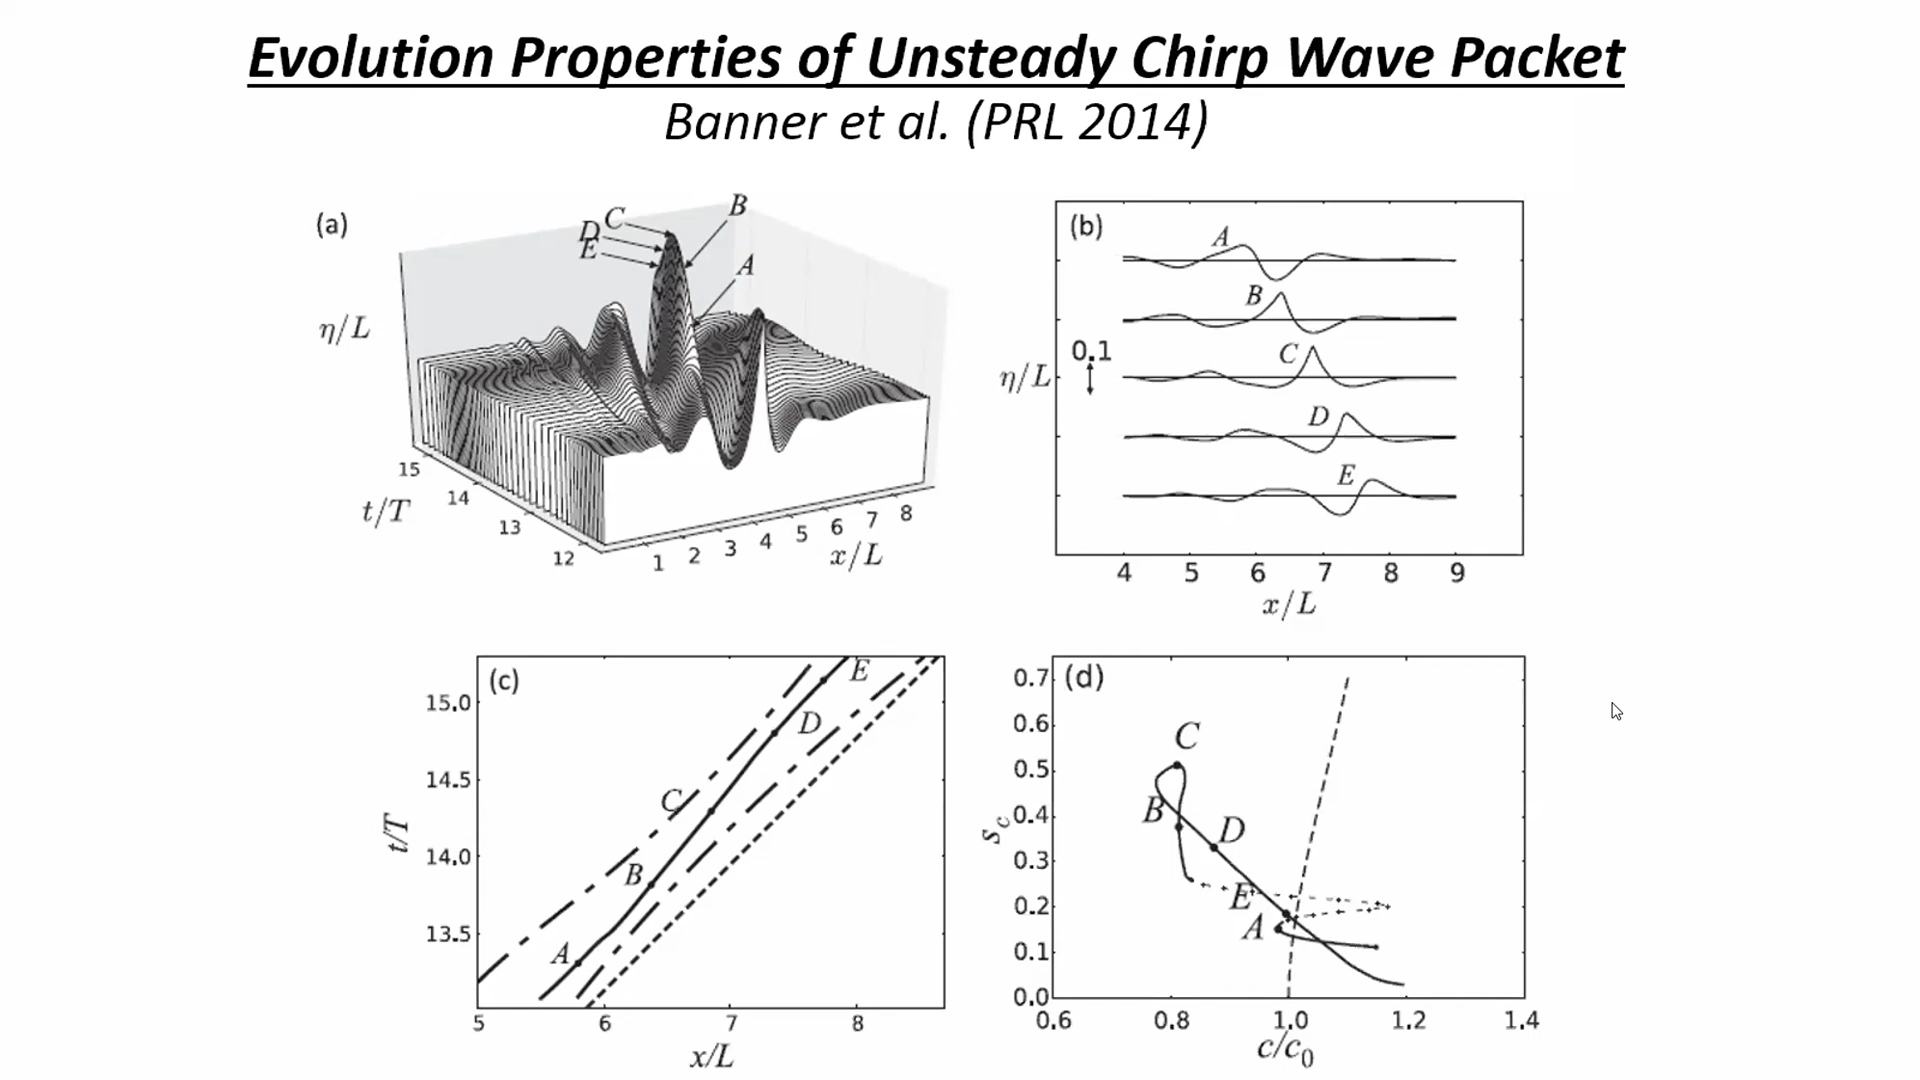 Evolution Properties of Unsteady Chirp Wave Packet
Banner et al. (PRL 2014)
(a)
C
B
D
E
A
η/L
15
14
13
12
t/T
1 2 3 4 5 6 7 8
x/L
(b)
A
B
C
D
E
0.1
η/L
4 5 6 7 8 9
x/L
(c)
E
D
C
B
A
15.0
14.5
14.0
13.5
t/T
5 6 7 8
x/L
(d)
C
B
D
E
A
0.7
0.6
0.5
0.4
0.3
0.2
0.1
0.0
s_c
0.6 0.8 1.0 1.2 1.4
c/c₀